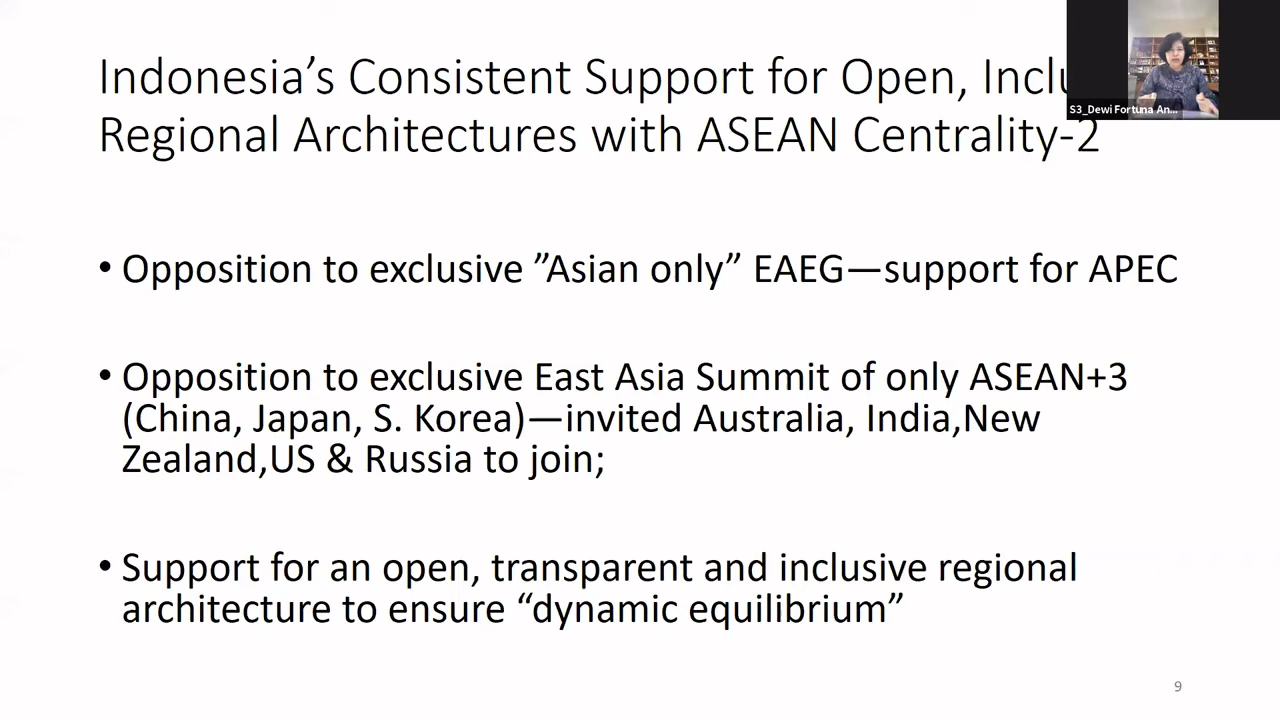 Indonesia’s Consistent Support for Open,
Regional Architectures with ASEAN Centrality-2
S3_Dewi Fortuna An...
• Opposition to exclusive ”Asian only” EAEG—support for APEC
• Opposition to exclusive East Asia Summit of only ASEAN+3
(China, Japan, S. Korea)—invited Australia, India,New
Zealand,US & Russia to join;
• Support for an open, transparent and inclusive regional
architecture to ensure “dynamic equilibrium”
9